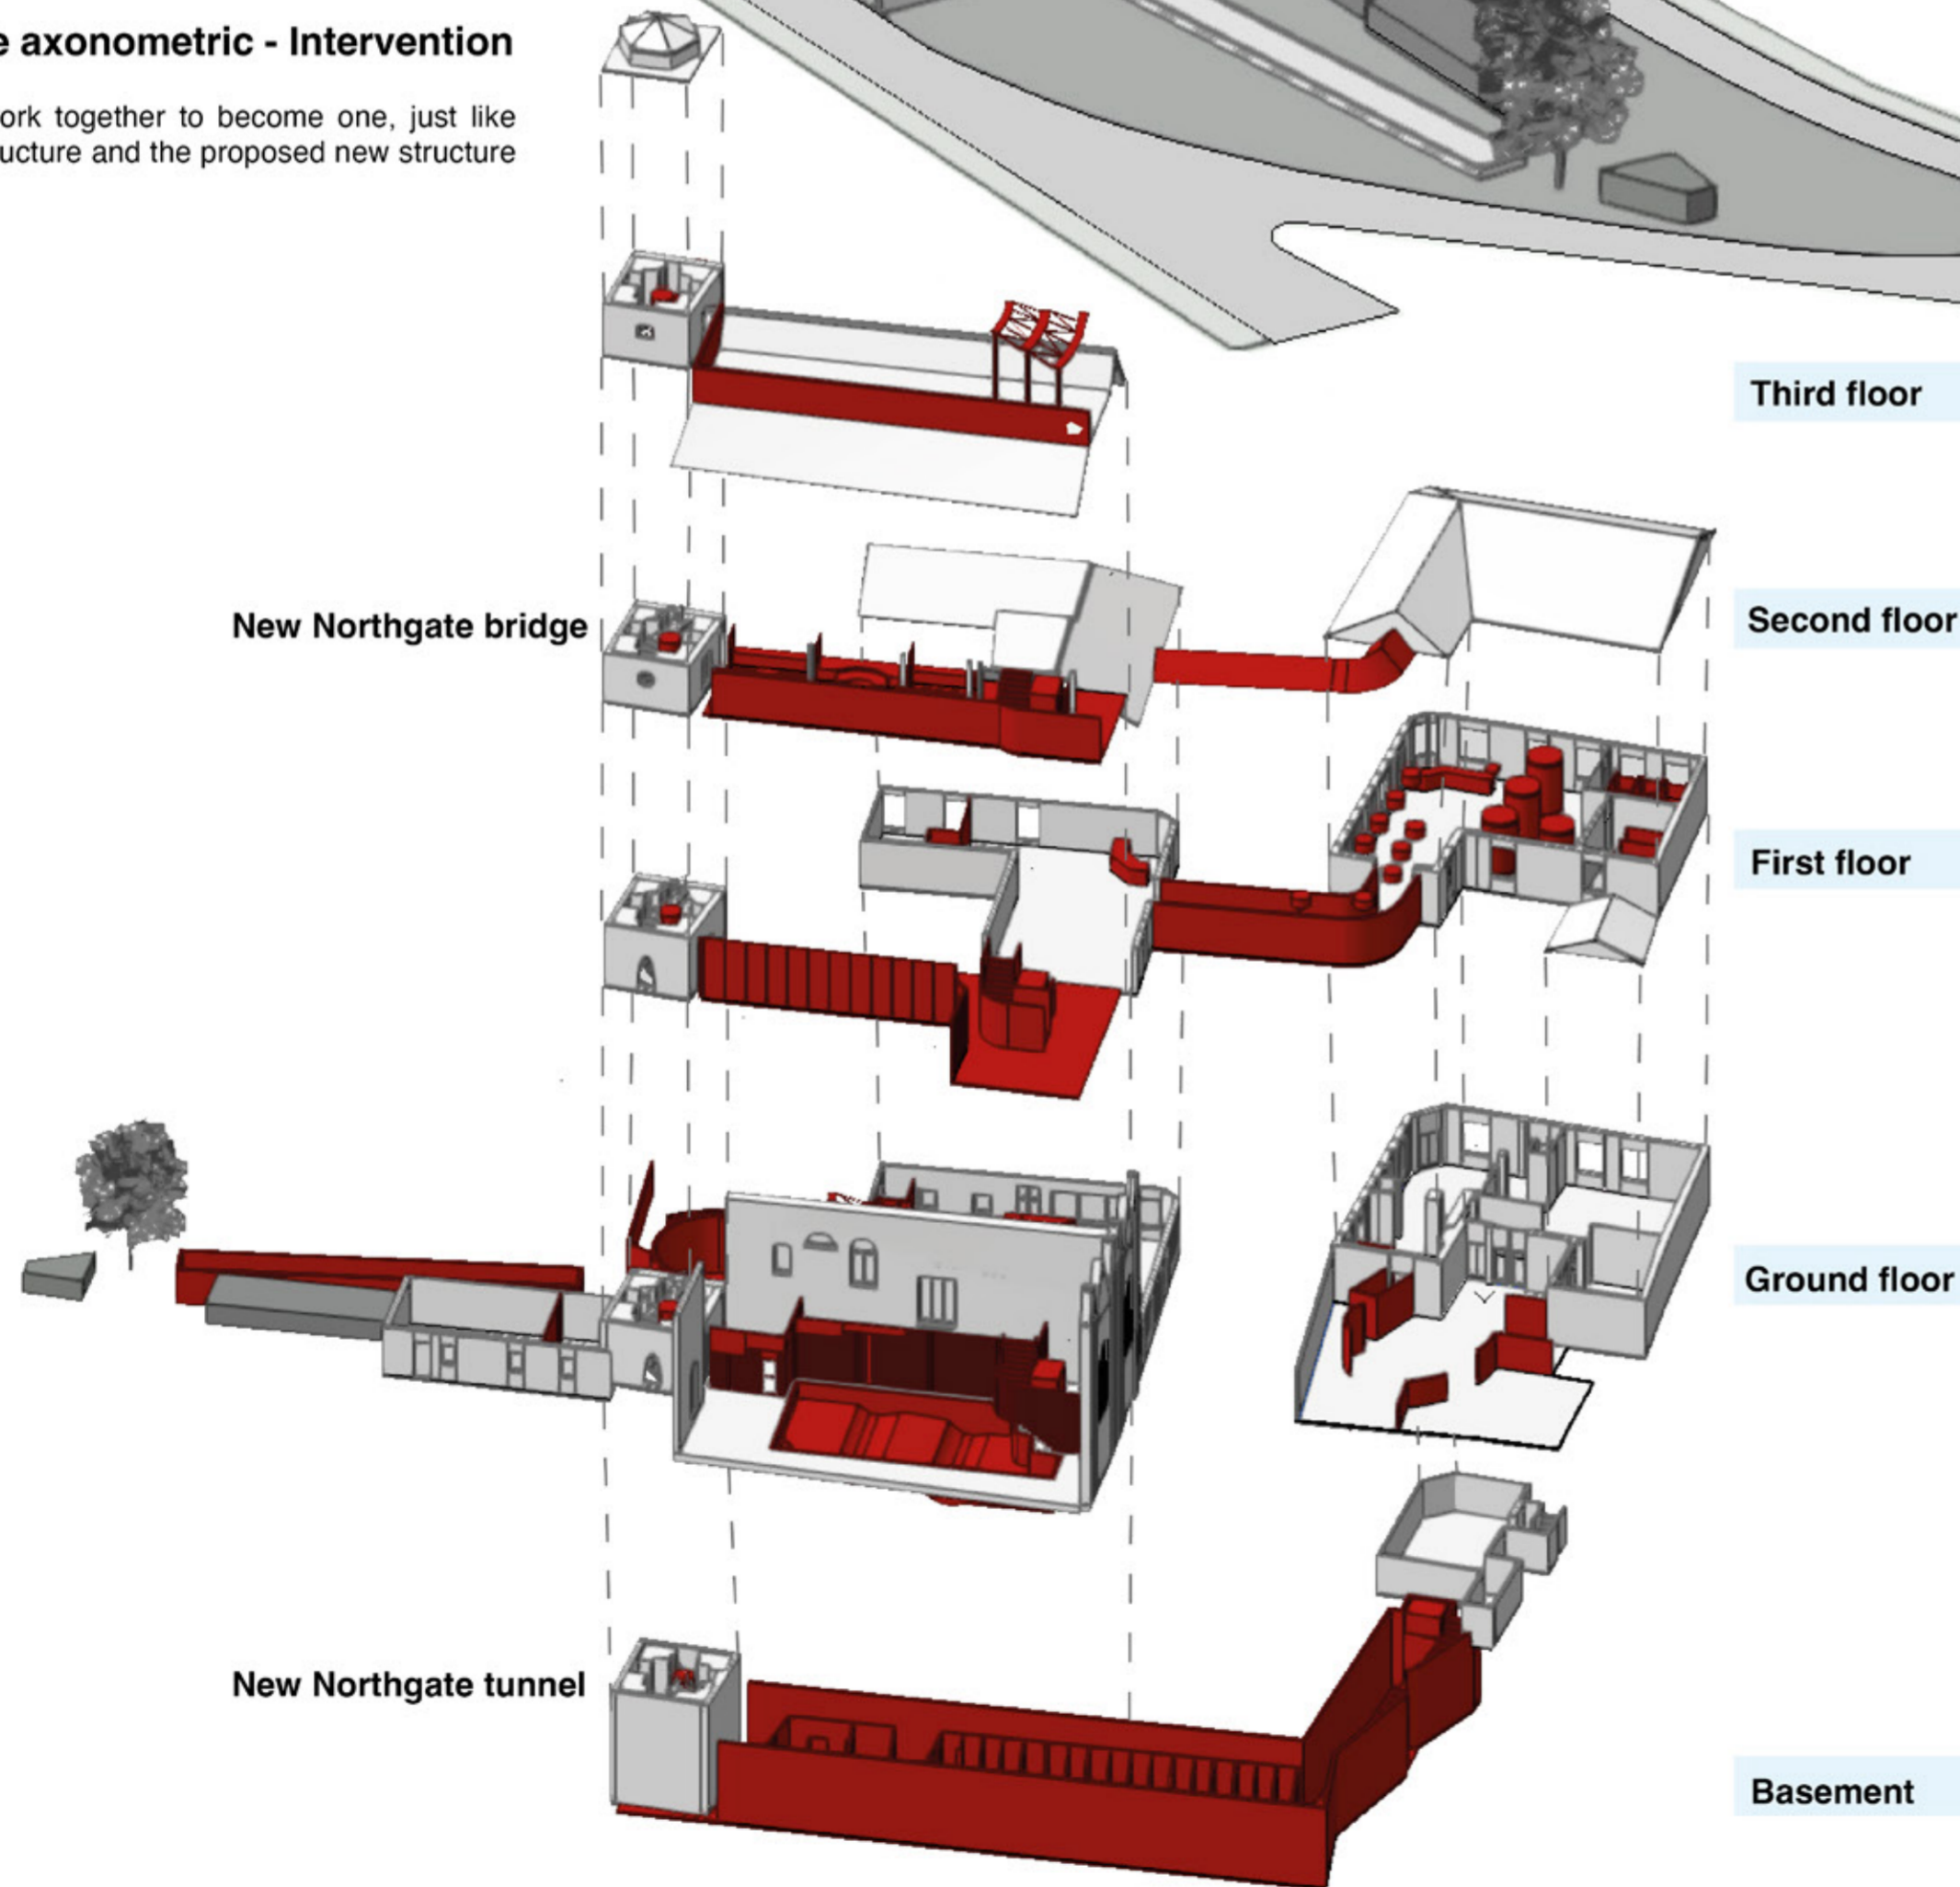 e axonometric - Intervention
ork together to become one, just like
ucture and the proposed new structure
Third floor
New Northgate bridge
Second floor
First floor
Ground floor
New Northgate tunnel
Basement